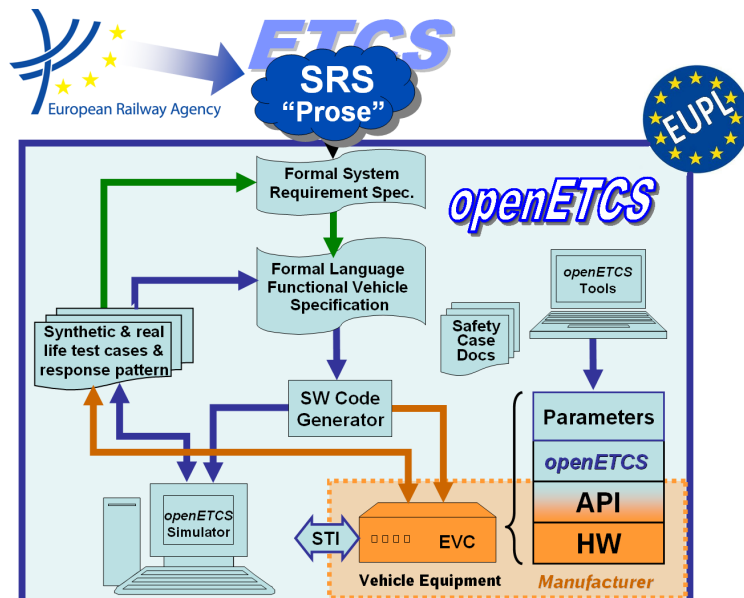 ETCS
European Railway Agency
SRS
“Prose”
EUPL
Formal System
Requirement Spec.
openETCS
Formal Language
Functional Vehicle
Specification
openETCS
Tools
Synthetic & real
life test cases &
response pattern
Safety
Case
Docs
SW Code
Generator
Parameters
openETCS
API
HW
openETCS
Simulator
STI
EVC
Vehicle Equipment
Manufacturer